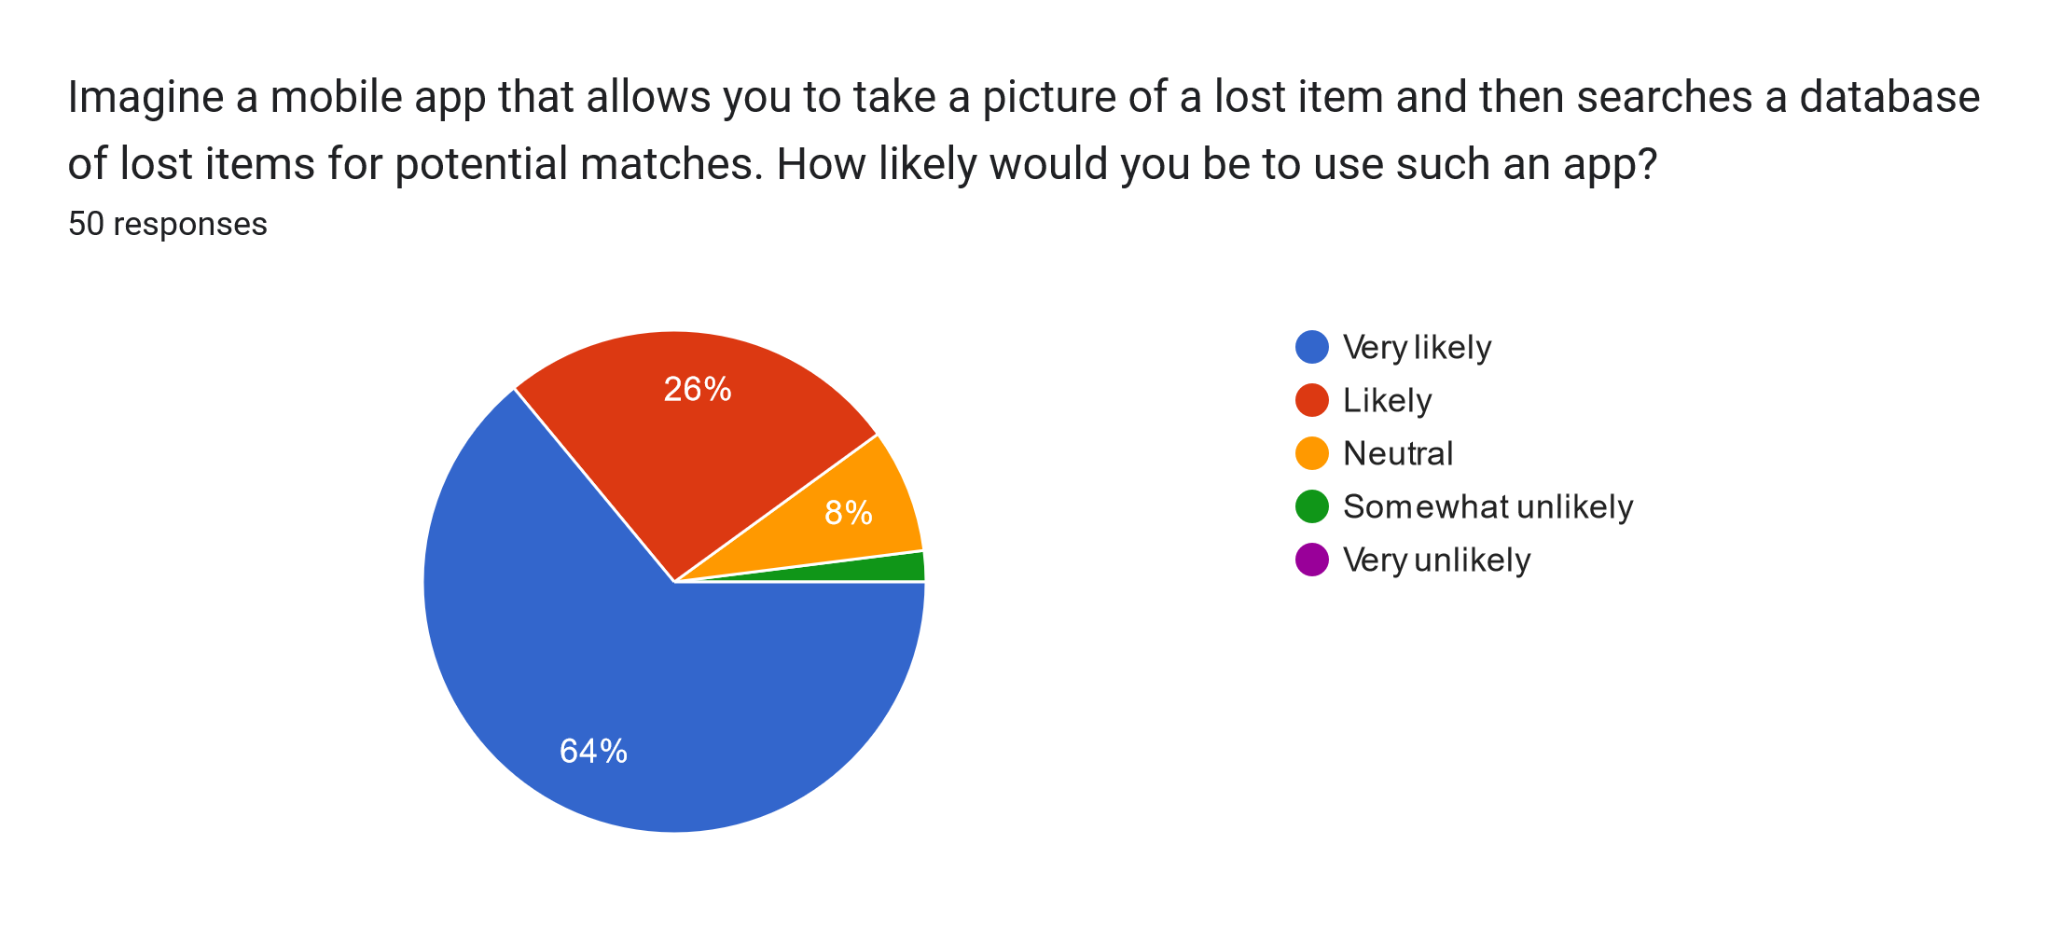 Imagine a mobile app that allows you to take a picture of a lost item and then searches a database
of lost items for potential matches. How likely would you be to use such an app?
50 responses
Very likely
Likely
Neutral
Somewhat unlikely
Very unlikely
26%
8%
64%